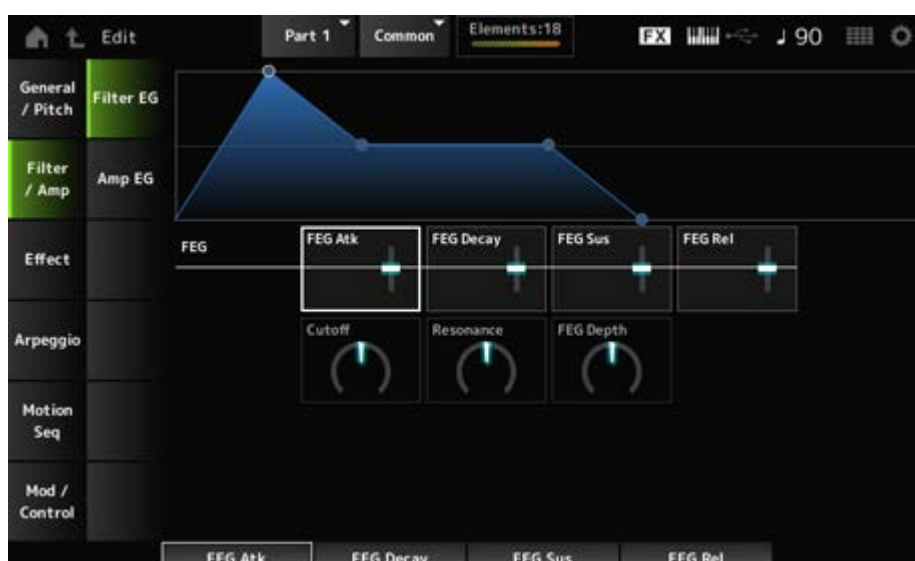 Edit
Part 1
Common
Elements:18
FX
♩ 90
General
/ Pitch
Filter EG
Filter
/ Amp
Amp EG
FEG
FEG Atk
FEG Decay
FEG Sus
FEG Rel
Effect
Cutoff
Resonance
FEG Depth
Arpeggio
Motion
Seq
Mod /
Control
FEG Atk
FEG Decay
FEG Sus
FEG Rel